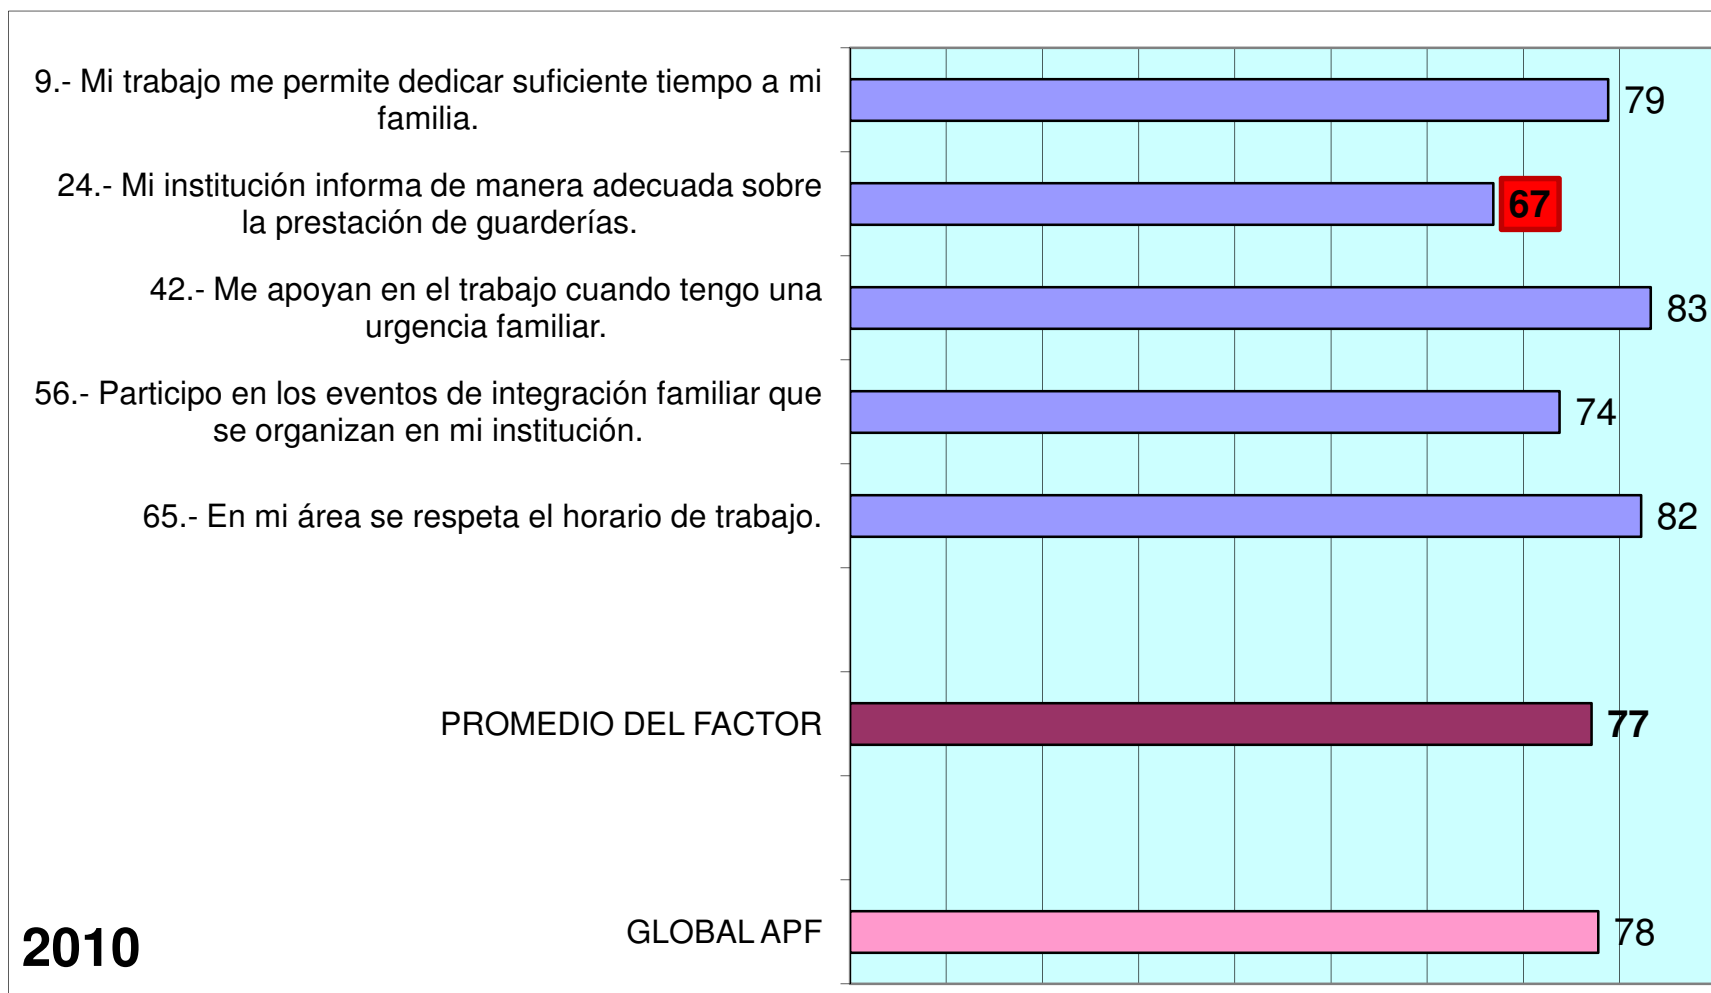 9.- Mi trabajo me permite dedicar suficiente tiempo a mi
familia.
79
24.- Mi institución informa de manera adecuada sobre
la prestación de guarderías.
67
42.- Me apoyan en el trabajo cuando tengo una
urgencia familiar.
83
56.- Participo en los eventos de integración familiar que
se organizan en mi institución.
74
65.- En mi área se respeta el horario de trabajo.
82
PROMEDIO DEL FACTOR
77
GLOBAL APF
78
2010